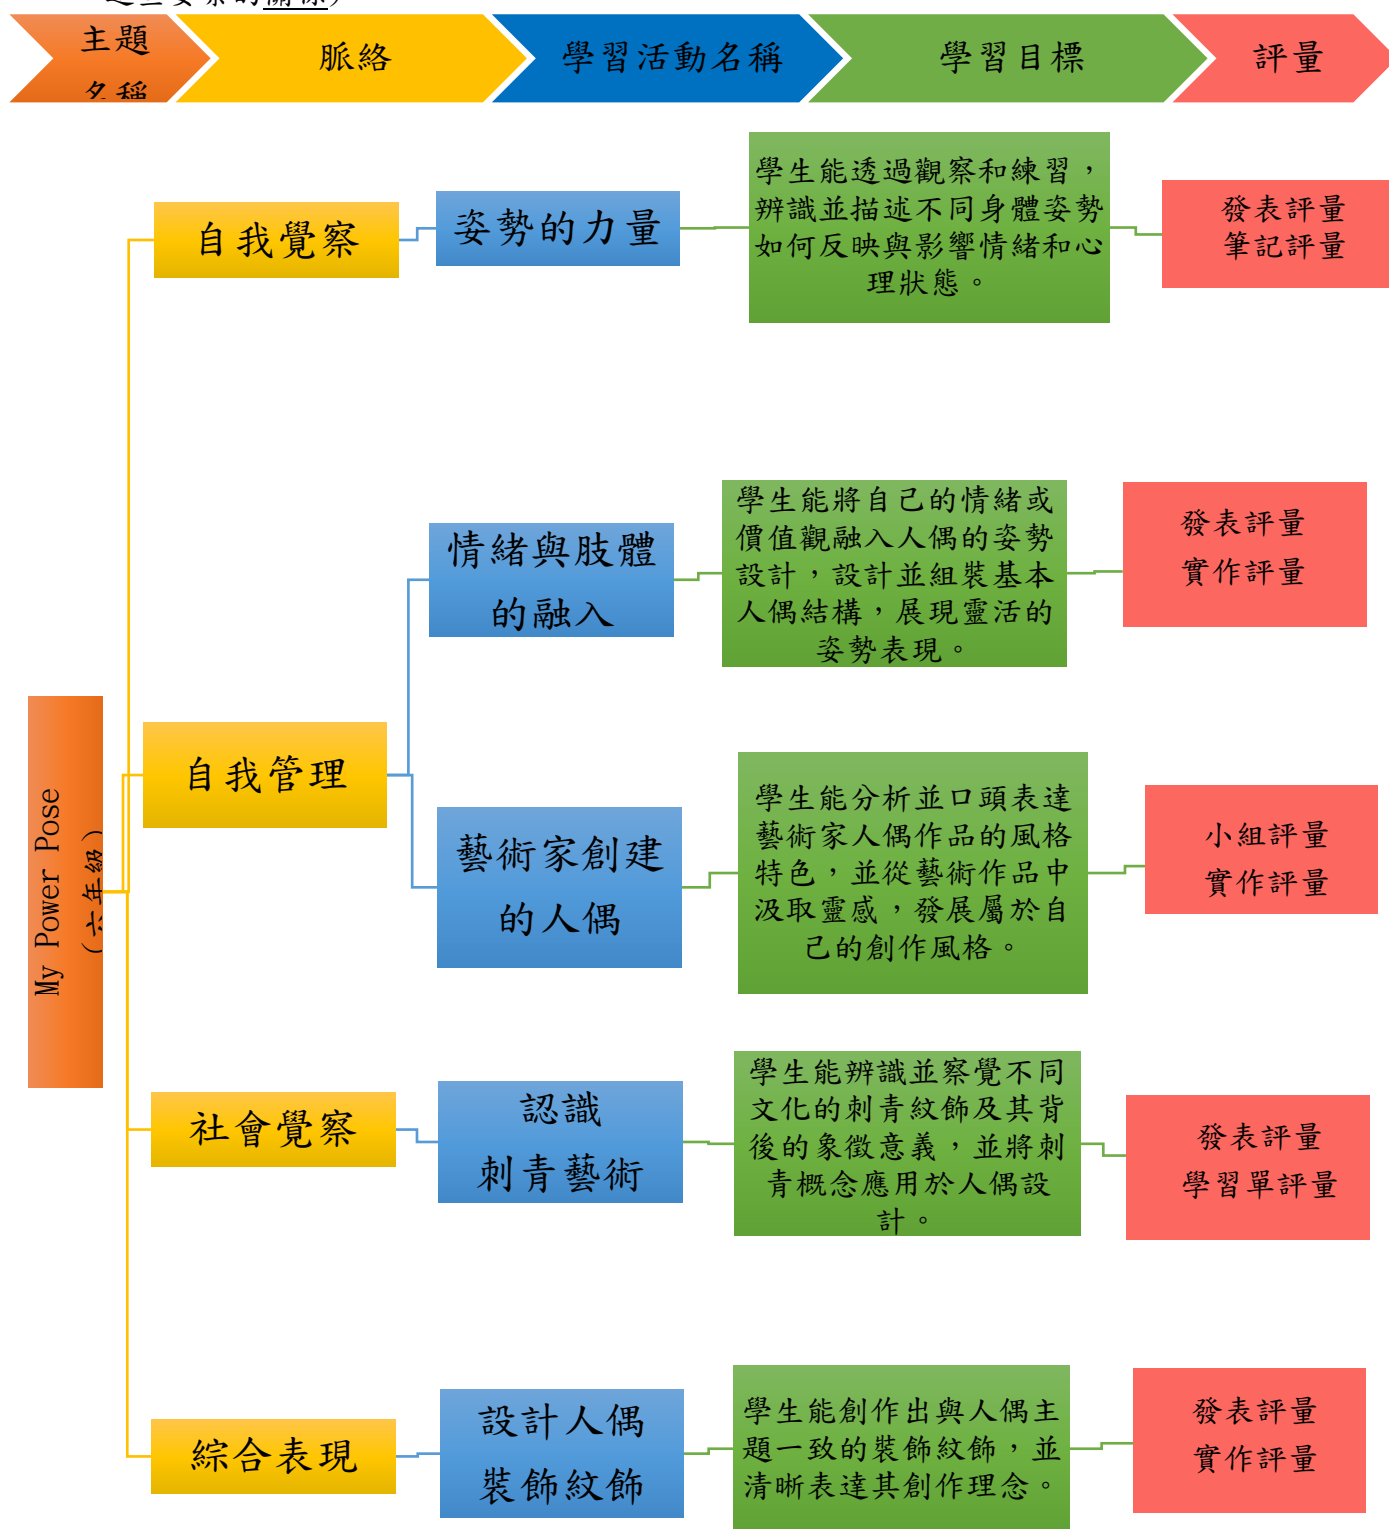 關係)
主題
名稱
脈絡
學習活動名稱
學習目標
評量
My Power Pose
(六年級)
自我覺察
姿勢的力量
學生能透過觀察和練習，
辨識並描述不同身體姿勢
如何反映與影響情緒和心
理狀態。
發表評量
筆記評量
自我管理
情緒與肢體
的融入
學生能將自己的情緒或
價值觀融入人偶的姿勢
設計，設計並組裝基本
人偶結構，展現靈活的
姿勢表現。
發表評量
實作評量
藝術家創建
的人偶
學生能分析並口頭表達
藝術家人偶作品的風格
特色，並從藝術作品中
汲取靈感，發展屬於自
己的創作風格。
小組評量
實作評量
社會覺察
認識
刺青藝術
學生能辨識並察覺不同
文化的刺青紋飾及其背
後的象徵意義，並將刺
青概念應用於人偶設
計。
發表評量
學習單評量
綜合表現
設計人偶
裝飾紋飾
學生能創作出與人偶主
題一致的裝飾紋飾，並
清晰表達其創作理念。
發表評量
實作評量